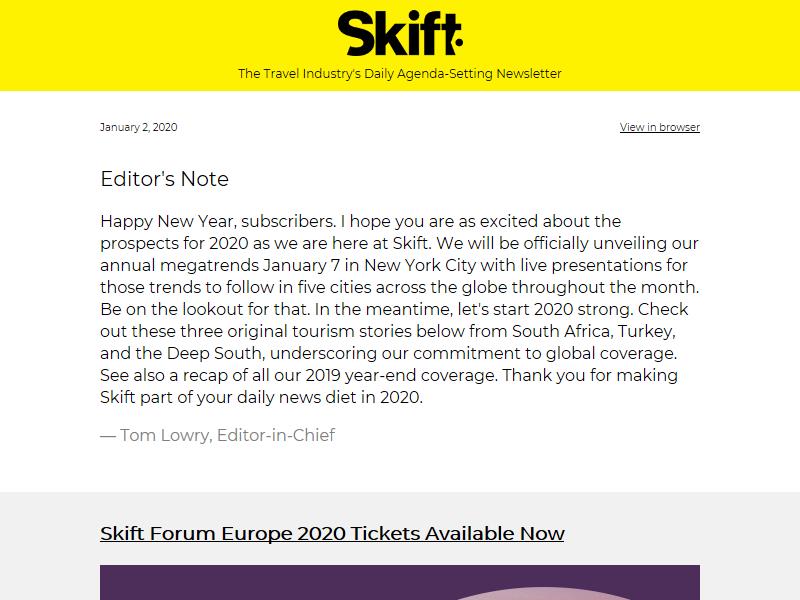 Skift
The Travel Industry's Daily Agenda-Setting Newsletter
January 2, 2020
View in browser
Editor's Note
Happy New Year, subscribers. I hope you are as excited about the
prospects for 2020 as we are here at Skift. We will be officially unveiling our
annual megatrends January 7 in New York City with live presentations for
those trends to follow in five cities across the globe throughout the month.
Be on the lookout for that. In the meantime, let's start 2020 strong. Check
out these three original tourism stories below from South Africa, Turkey,
and the Deep South, underscoring our commitment to global coverage.
See also a recap of all our 2019 year-end coverage. Thank you for making
Skift part of your daily news diet in 2020.
— Tom Lowry, Editor-in-Chief
Skift Forum Europe 2020 Tickets Available Now